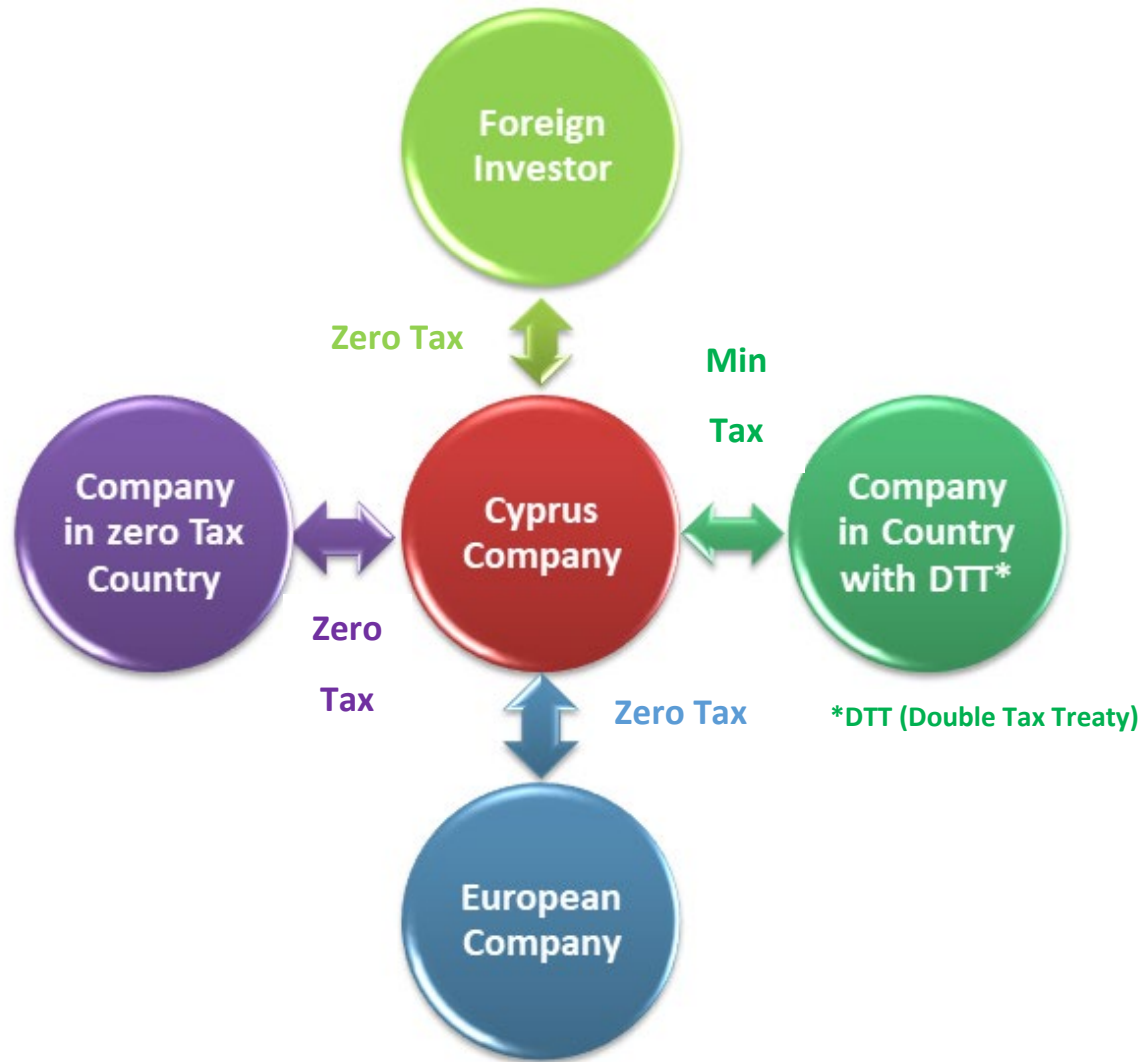 Foreign
Investor
Zero Tax
Min
Tax
Company
in zero Tax
Country
Cyprus
Company
Company
in Country
with DTT*
Zero
Tax
Zero Tax
*DTT (Double Tax Treaty)
European
Company